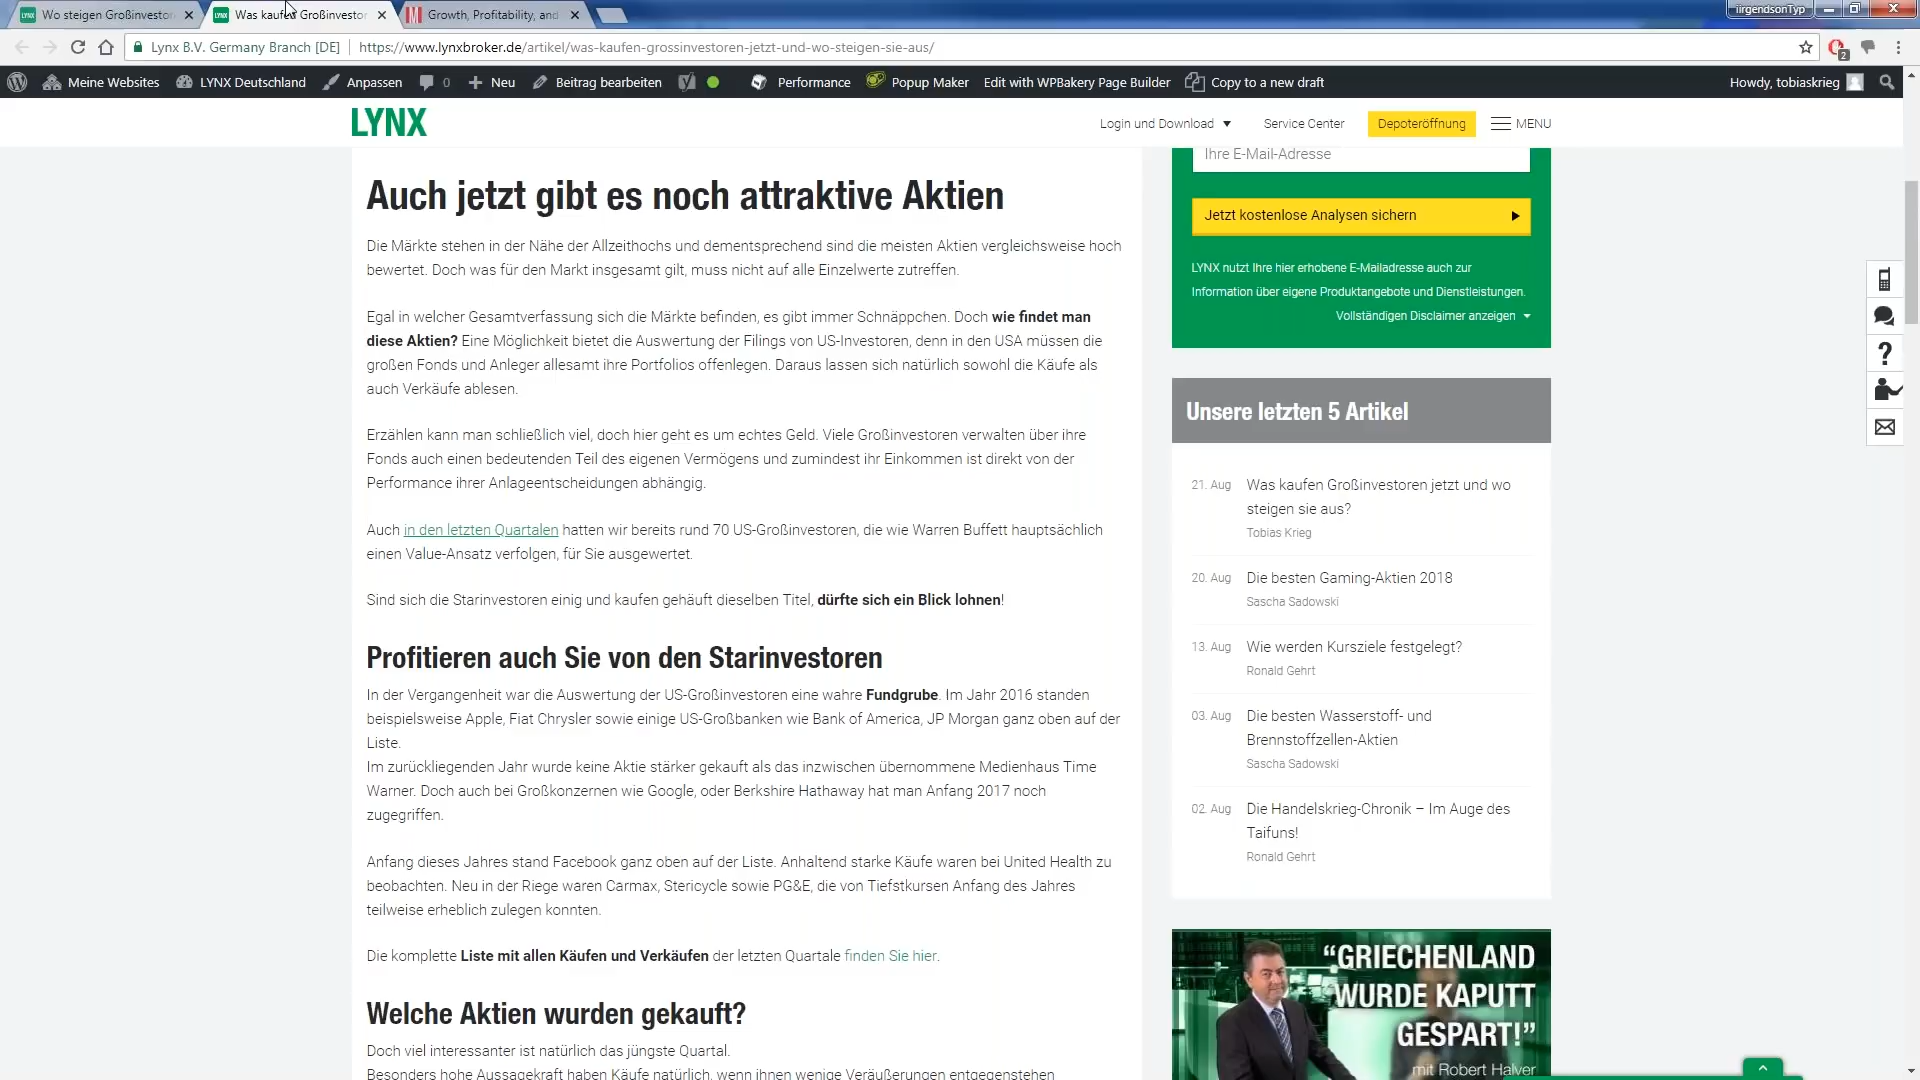 Wo steigen Großinvestor
Was kaufen Großinvestor
Growth, Profitability, and
iirgendsonTyp
Lynx B.V. Germany Branch [DE]
https://www.lynxbroker.de/artikel/was-kaufen-grossinvestoren-jetzt-und-wo-steigen-sie-aus/
2
Meine Websites
LYNX Deutschland
Anpassen
0
Neu
Beitrag bearbeiten
Performance
Popup Maker
Edit with WPBakery Page Builder
Copy to a new draft
Howdy, tobiaskrieg
LYNX
Login und Download
Service Center
Depoteröffnung
MENU
Auch jetzt gibt es noch attraktive Aktien
Die Märkte stehen in der Nähe der Allzeithochs und dementsprechend sind die meisten Aktien vergleichsweise hoch
bewertet. Doch was für den Markt insgesamt gilt, muss nicht auf alle Einzelwerte zutreffen.
Egal in welcher Gesamtverfassung sich die Märkte befinden, es gibt immer Schnäppchen. Doch wie findet man
diese Aktien? Eine Möglichkeit bietet die Auswertung der Filings von US-Investoren, denn in den USA müssen die
großen Fonds und Anleger allesamt ihre Portfolios offenlegen. Daraus lassen sich natürlich sowohl die Käufe als
auch Verkäufe ablesen.
Erzählen kann man schließlich viel, doch hier geht es um echtes Geld. Viele Großinvestoren verwalten über ihre
Fonds auch einen bedeutenden Teil des eigenen Vermögens und zumindest ihr Einkommen ist direkt von der
Performance ihrer Anlageentscheidungen abhängig.
Auch in den letzten Quartalen hatten wir bereits rund 70 US-Großinvestoren, die wie Warren Buffett hauptsächlich
einen Value-Ansatz verfolgen, für Sie ausgewertet.
Sind sich die Starinvestoren einig und kaufen gehäuft dieselben Titel, dürfte sich ein Blick lohnen!
Profitieren auch Sie von den Starinvestoren
In der Vergangenheit war die Auswertung der US-Großinvestoren eine wahre Fundgrube. Im Jahr 2016 standen
beispielsweise Apple, Fiat Chrysler sowie einige US-Großbanken wie Bank of America, JP Morgan ganz oben auf der
Liste.
Im zurückliegenden Jahr wurde keine Aktie stärker gekauft als das inzwischen übernommene Medienhaus Time
Warner. Doch auch bei Großkonzernen wie Google, oder Berkshire Hathaway hat man Anfang 2017 noch
zugegriffen.
Anfang dieses Jahres stand Facebook ganz oben auf der Liste. Anhaltend starke Käufe waren bei United Health zu
beobachten. Neu in der Riege waren Carmax, Stericycle sowie PG&E, die von Tiefstkursen Anfang des Jahres
teilweise erheblich zulegen konnten.
Die komplette Liste mit allen Käufen und Verkäufen der letzten Quartale finden Sie hier.
Welche Aktien wurden gekauft?
Doch viel interessanter ist natürlich das jüngste Quartal.
Besonders hohe Aussagekraft haben Käufe natürlich, wenn ihnen wenige Veräußerungen entgegenstehen
Ihre E-Mail-Adresse
Jetzt kostenlose Analysen sichern
LYNX nutzt Ihre hier erhobene E-Mailadresse auch zur
Information über eigene Produktangebote und Dienstleistungen.
Vollständigen Disclaimer anzeigen
Unsere letzten 5 Artikel
21. Aug
Was kaufen Großinvestoren jetzt und wo
steigen sie aus?
Tobias Krieg
20. Aug
Die besten Gaming-Aktien 2018
Sascha Sadowski
13. Aug
Wie werden Kursziele festgelegt?
Ronald Gehrt
03. Aug
Die besten Wasserstoff- und
Brennstoffzellen-Aktien
Sascha Sadowski
02. Aug
Die Handelskrieg-Chronik – Im Auge des
Taifuns!
Ronald Gehrt
“GRIECHENLAND
WURDE KAPUTT
GESPART!”
mit Robert Halver